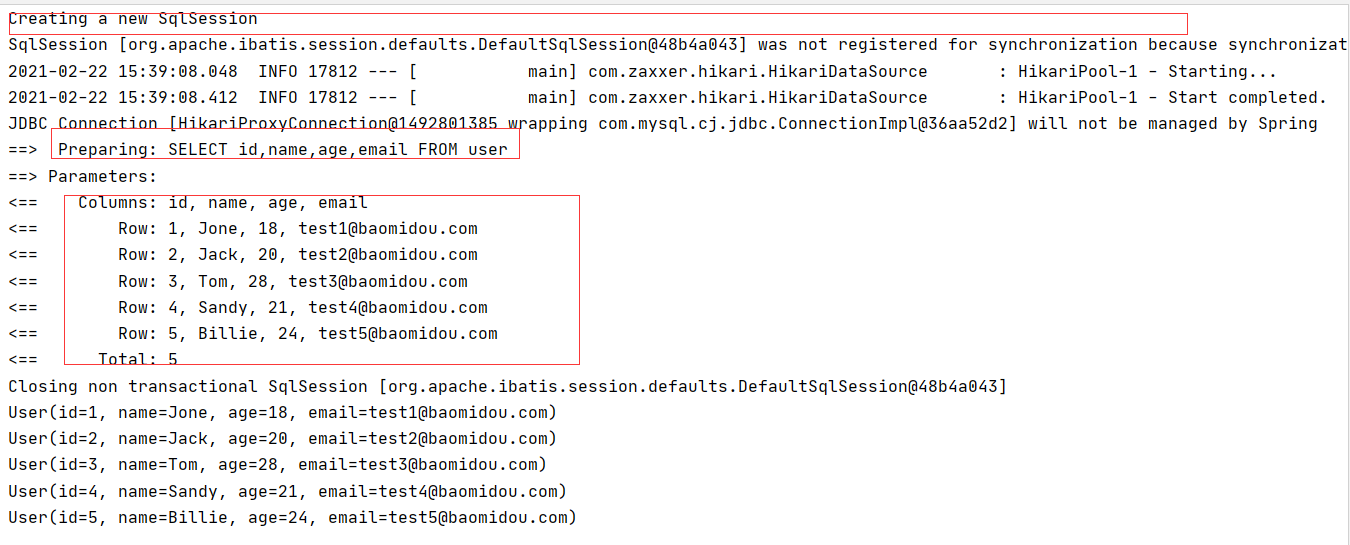 Creating a new SqlSession
SqlSession [org.apache.ibatis.session.defaults.DefaultSqlSession@48b4a043] was not registered for synchronization because synchronizat
2021-02-22 15:39:08.048  INFO 17812 --- [           main] com.zaxxer.hikari.HikariDataSource       : HikariPool-1 - Starting...
2021-02-22 15:39:08.412  INFO 17812 --- [           main] com.zaxxer.hikari.HikariDataSource       : HikariPool-1 - Start completed.
JDBC Connection [HikariProxyConnection@1492801385 wrapping com.mysql.cj.jdbc.ConnectionImpl@36aa52d2] will not be managed by Spring
==>  Preparing: SELECT id,name,age,email FROM user
==> Parameters:
<==    Columns: id, name, age, email
<==        Row: 1, Jone, 18, test1@baomidou.com
<==        Row: 2, Jack, 20, test2@baomidou.com
<==        Row: 3, Tom, 28, test3@baomidou.com
<==        Row: 4, Sandy, 21, test4@baomidou.com
<==        Row: 5, Billie, 24, test5@baomidou.com
<==      Total: 5
Closing non transactional SqlSession [org.apache.ibatis.session.defaults.DefaultSqlSession@48b4a043]
User(id=1, name=Jone, age=18, email=test1@baomidou.com)
User(id=2, name=Jack, age=20, email=test2@baomidou.com)
User(id=3, name=Tom, age=28, email=test3@baomidou.com)
User(id=4, name=Sandy, age=21, email=test4@baomidou.com)
User(id=5, name=Billie, age=24, email=test5@baomidou.com)